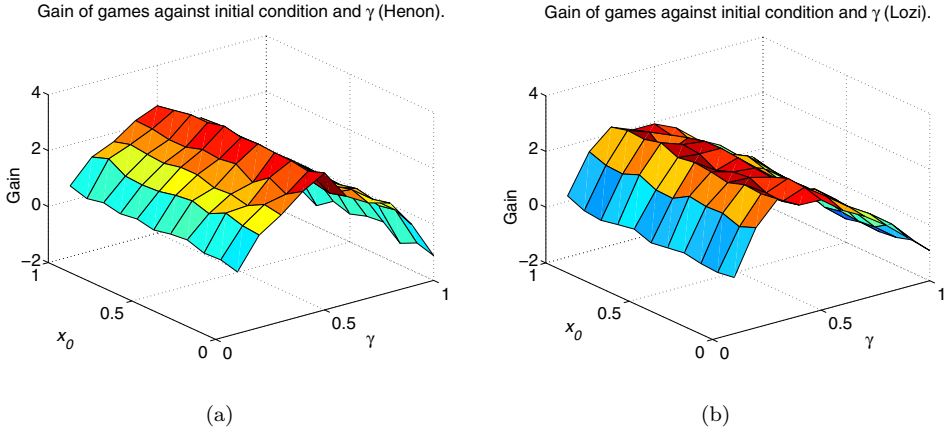 Gain of games against initial condition and γ (Henon).
4
2
0
−2
Gain
1
0.5
0
x0
0
0.5
1
γ
(a)
Gain of games against initial condition and γ (Lozi).
4
2
0
−2
Gain
1
0.5
0
x0
0
0.5
1
γ
(b)